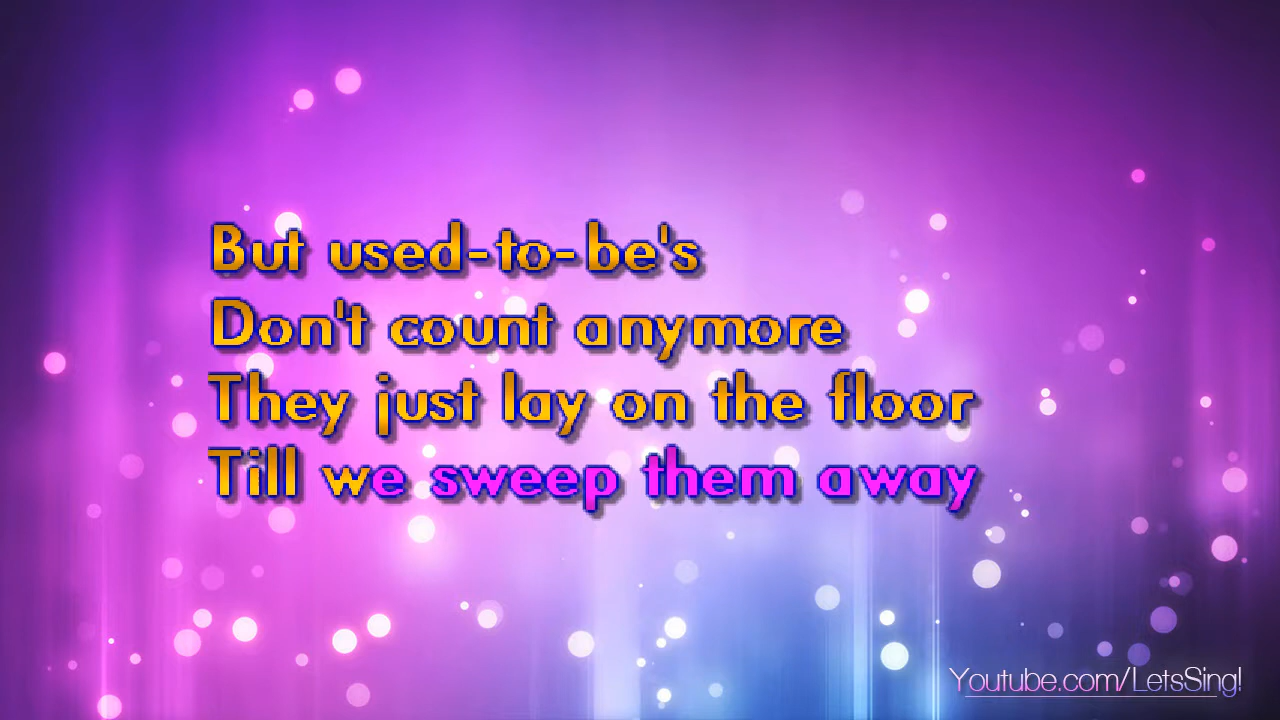 But used-to-be's
Don't count anymore
They just lay on the floor
Till we sweep them away
Youtube.com/LetsSing!